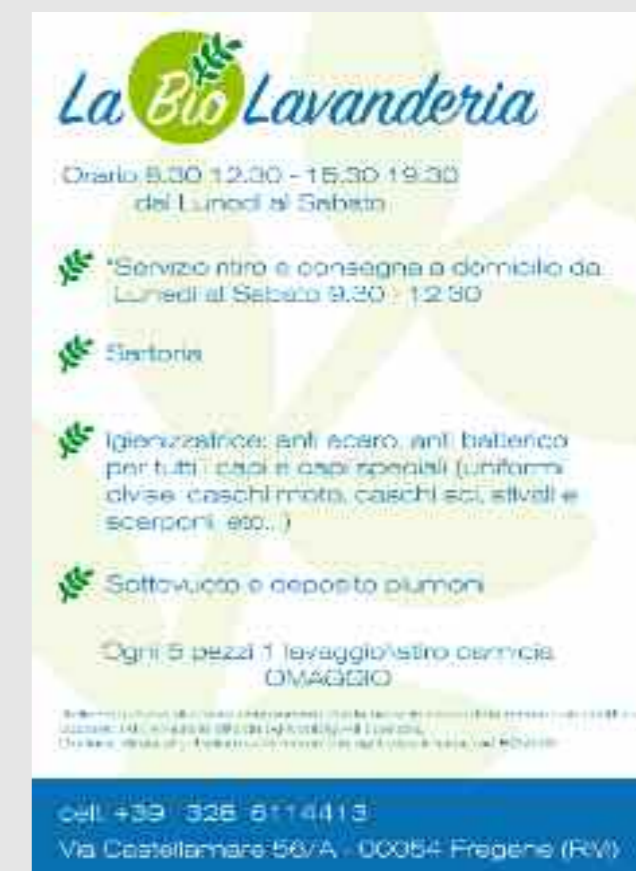 La Bio Lavanderia
Orario 8.30 12.30 - 15.30 19.30
dal Lunedì al Sabato
*Servizio ritiro e consegna a domicilio da
Lunedì al Sabato 9.30 - 12.30
Sartoria
Igienizzatrice: anti acaro, anti batterico
per tutti i capi e capi speciali (uniformi
divise, caschi moto, caschi sci, stivali e
scarponi, etc...)
Sottovuoto e deposito piumoni
Ogni 5 pezzi 1 lavaggio\stiro camicia
OMAGGIO
cell. +39 328 6114413
Via Castellamare 56/A - 00054 Fregene (RM)